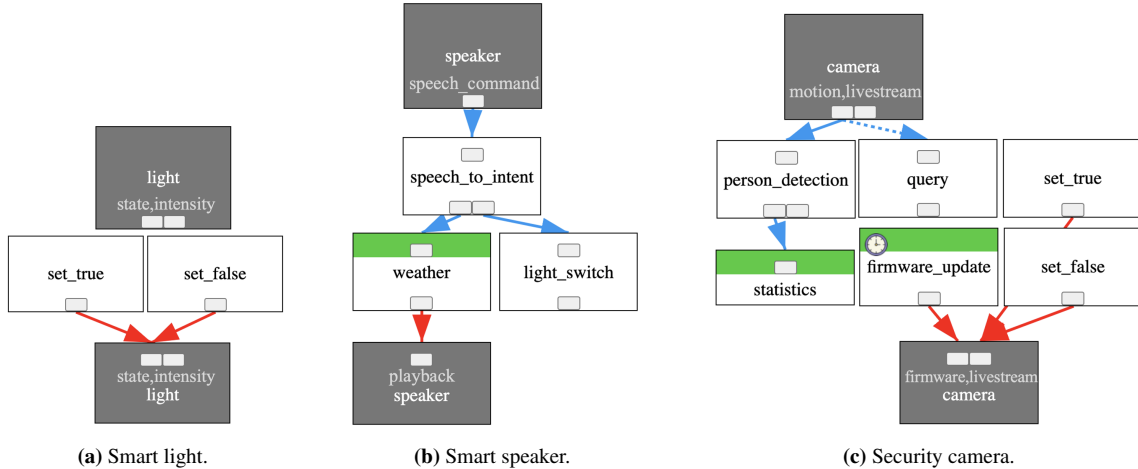 light
state,intensity
set_true
set_false
state,intensity
light
(a) Smart light.
speaker
speech_command
speech_to_intent
weather
light_switch
playback
speaker
(b) Smart speaker.
camera
motion,livestream
person_detection
query
set_true
statistics
firmware_update
set_false
firmware,livestream
camera
(c) Security camera.